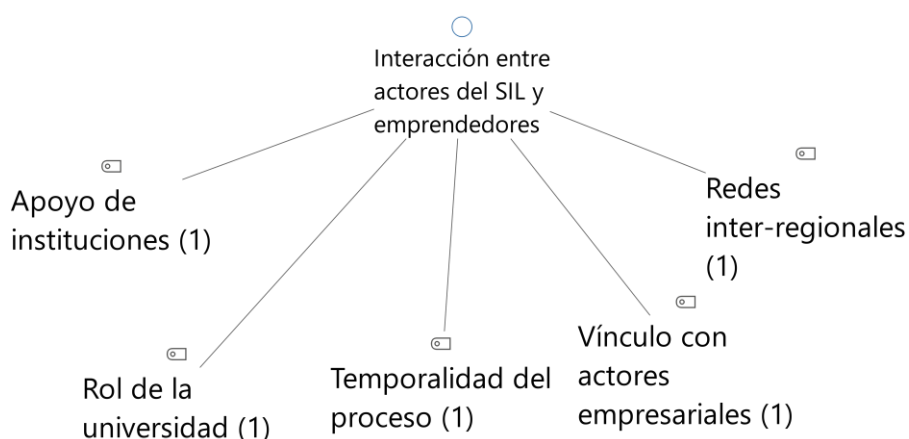 Interacción entre
actores del SIL y
emprendedores
Apoyo de
instituciones (1)
Redes
inter-regionales
(1)
Rol de la
universidad (1)
Temporalidad del
proceso (1)
Vínculo con
actores
empresariales (1)